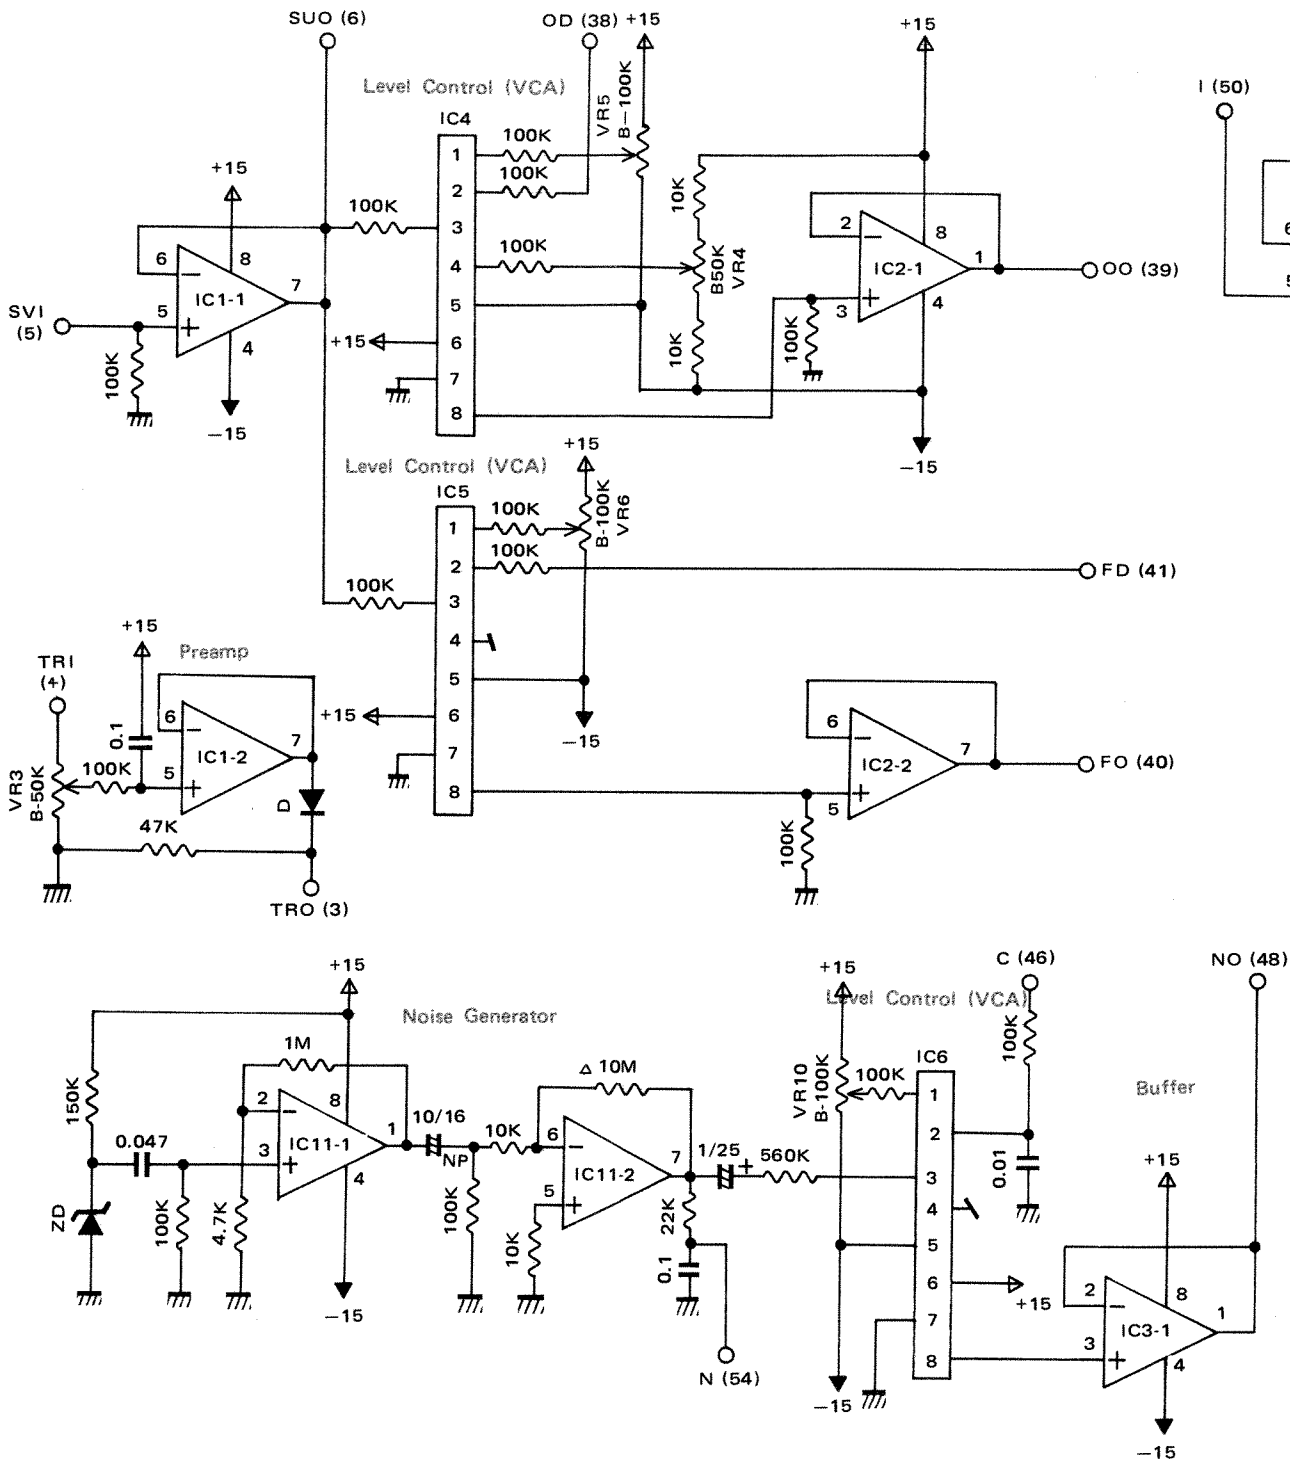 SUO (6)
OD (38)
+15
+15
I (50)
Level Control (VCA)
VR5
B-100K
IC4
1
100K
2
100K
3
100K
4
100K
5
6
+15
7
8
+15
6
8
IC1-1
7
SVI
(5)
5
4
100K
-15
10K
B50K
VR4
10K
2
8
IC2-1
1
OO (39)
3
4
100K
-15
6
5
Level Control (VCA)
+15
IC5
1
100K
B-100K
VR6
2
100K
FD (41)
3
100K
4
5
6
+15
-15
7
8
+15
Preamp
TRI
(4)
0.1
6
IC1-2
7
VR3
B-50K
100K
5
D
47K
TRO (3)
6
IC2-2
7
FO (40)
5
100K
+15
Noise Generator
1M
150K
2
8
IC11-1
1
0.047
3
4
ZD
100K
4.7K
-15
10/16
NP
10K
100K
△ 10M
6
IC11-2
7
5
10K
1/25
+
560K
22K
0.1
N (54)
+15
Level Control (VCA)
C (46)
NO (48)
IC6
100K
VR10
B-100K
100K
1
2
3
4
5
6
+15
7
8
0.01
-15
Buffer
+15
2
8
IC3-1
1
3
4
-15